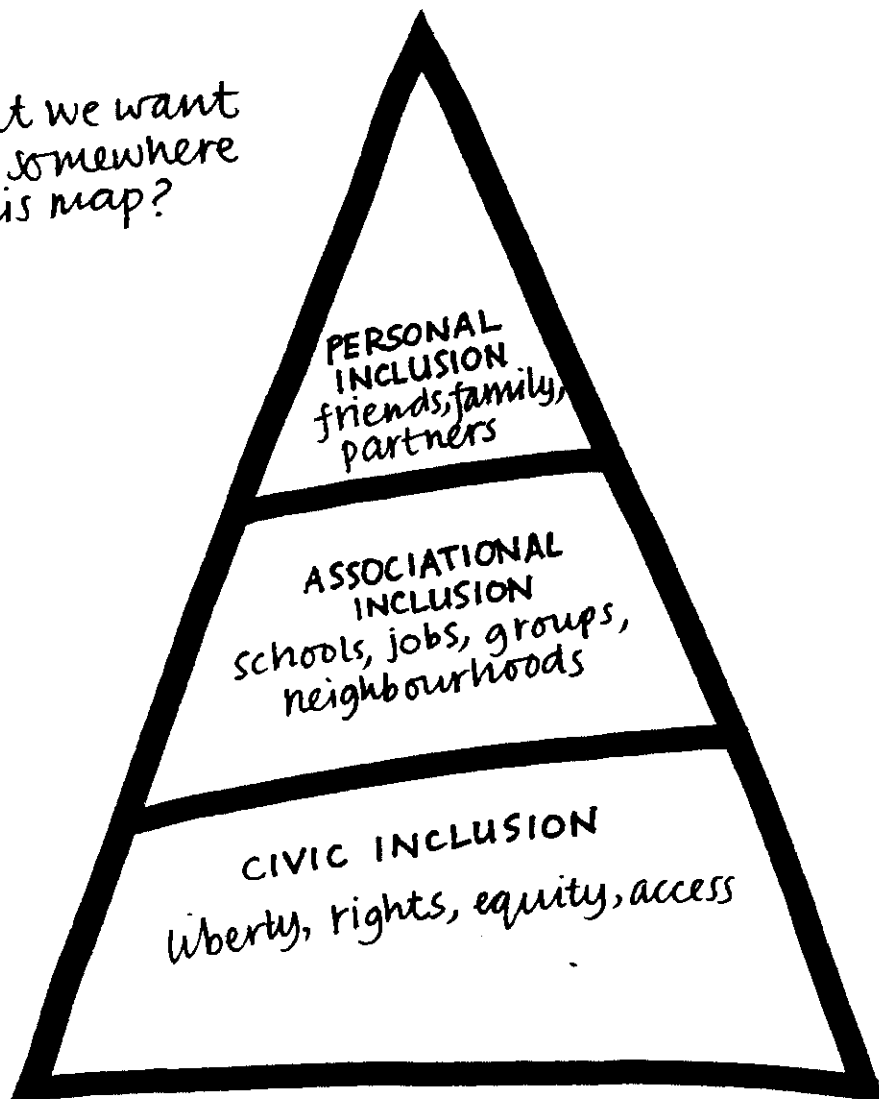 t we want
somewhere
is map?
PERSONAL
INCLUSION
friends, family,
partners
ASSOCIATIONAL
INCLUSION
schools, jobs, groups,
neighbourhoods
CIVIC INCLUSION
liberty, rights, equity, access